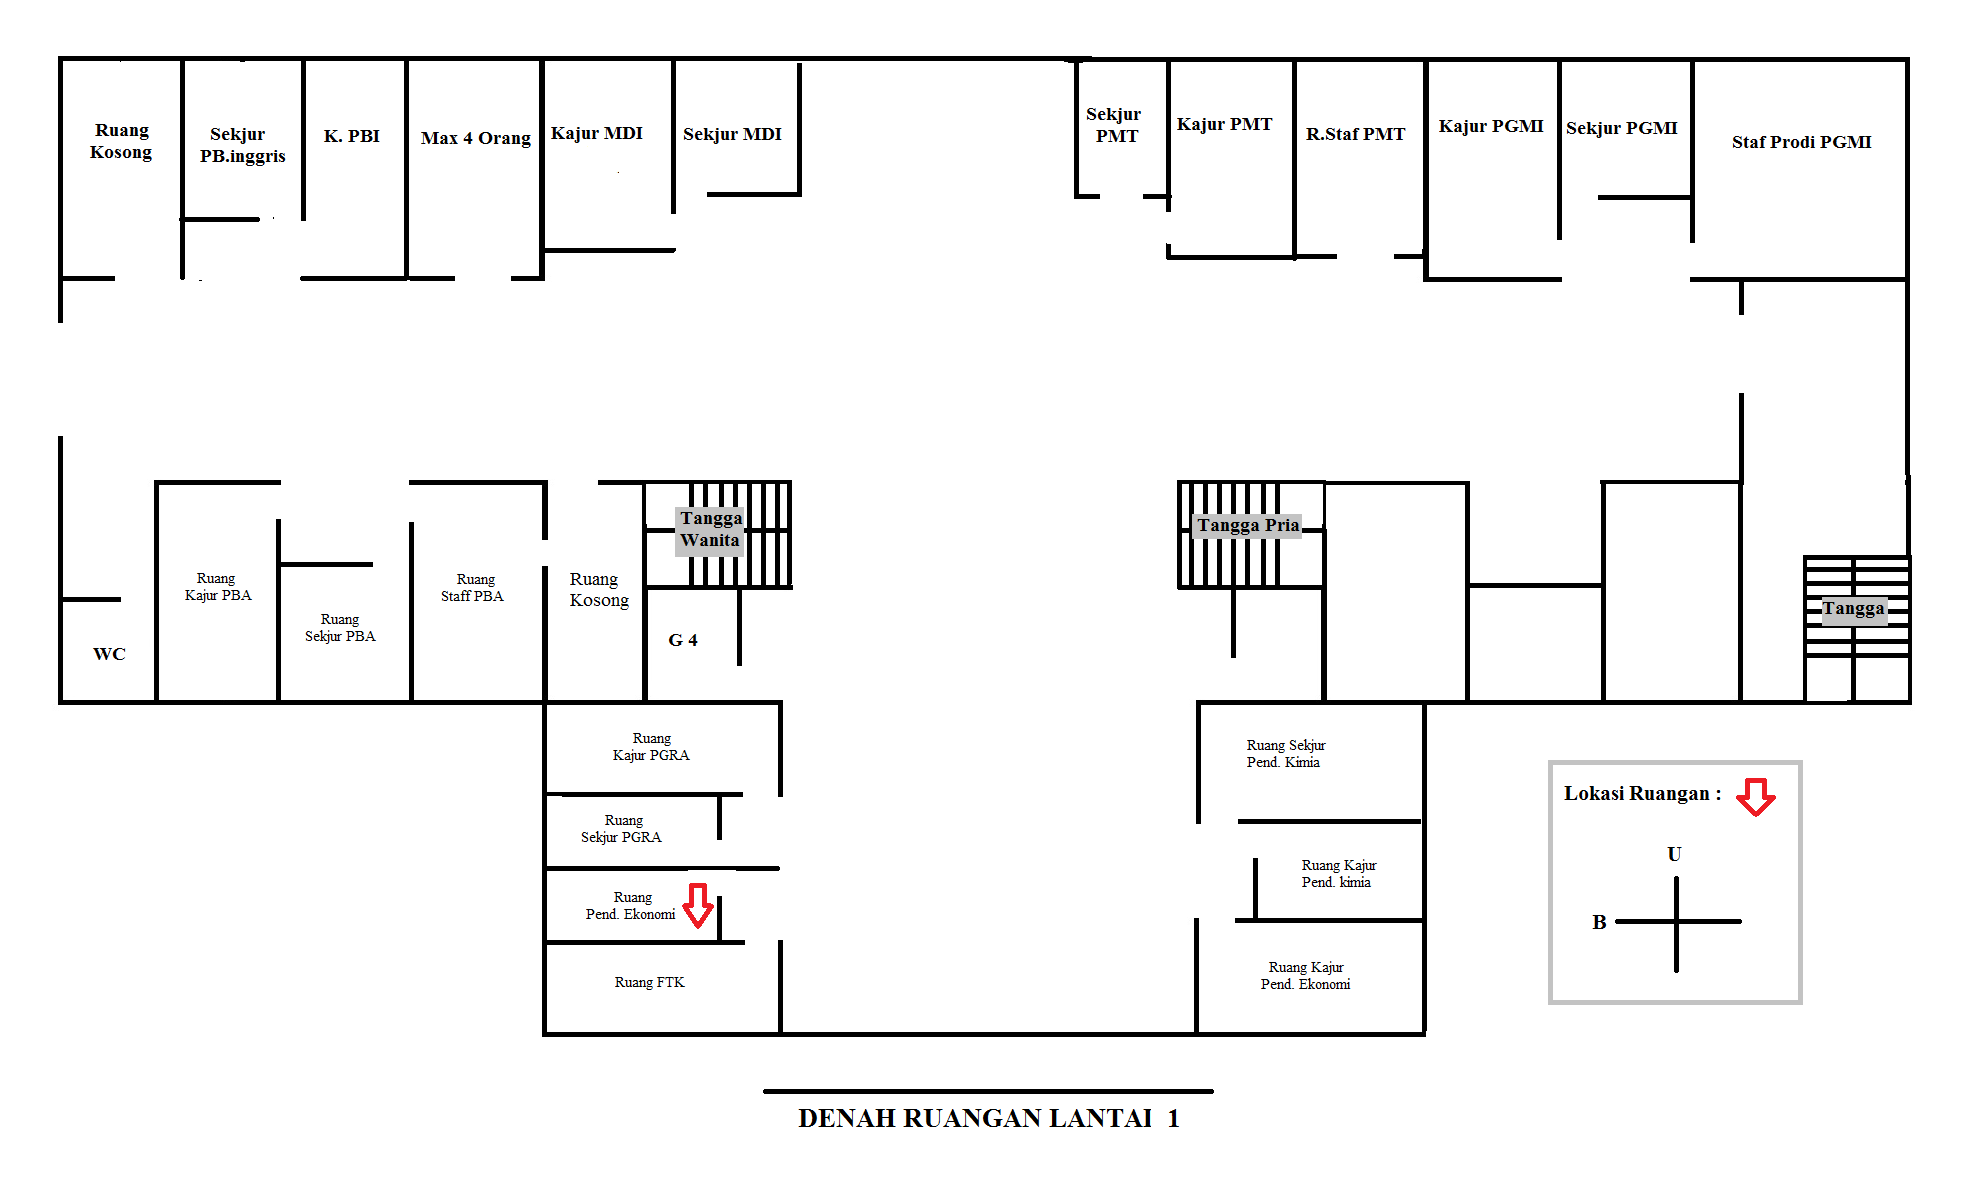 Ruang
Kosong
Sekjur
PB.inggris
K. PBI
Max 4 Orang
Kajur MDI
Sekjur MDI
Sekjur
PMT
Kajur PMT
R.Staf PMT
Kajur PGMI
Sekjur PGMI
Staf Prodi PGMI
WC
Ruang
Kajur PBA
Ruang
Sekjur PBA
Ruang
Staff PBA
Ruang
Kosong
Tangga
Wanita
G 4
Tangga Pria
Tangga
Ruang
Kajur PGRA
Ruang
Sekjur PGRA
Ruang
Pend. Ekonomi
Ruang FTK
Ruang Sekjur
Pend. Kimia
Ruang Kajur
Pend. kimia
Ruang Kajur
Pend. Ekonomi
Lokasi Ruangan :
U
B
DENAH RUANGAN LANTAI 1